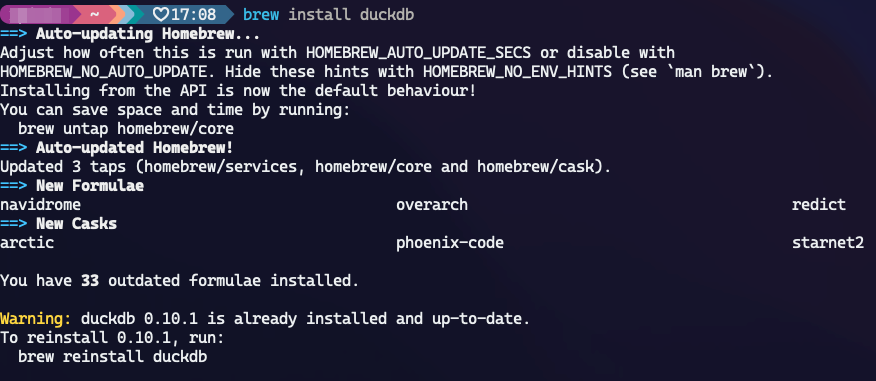 ~ ♡17:08 brew install duckdb
==> Auto-updating Homebrew...
Adjust how often this is run with HOMEBREW_AUTO_UPDATE_SECS or disable with
HOMEBREW_NO_AUTO_UPDATE. Hide these hints with HOMEBREW_NO_ENV_HINTS (see `man brew`).
Installing from the API is now the default behaviour!
You can save space and time by running:
  brew untap homebrew/core
==> Auto-updated Homebrew!
Updated 3 taps (homebrew/services, homebrew/core and homebrew/cask).
==> New Formulae
navidrome overarch redict
==> New Casks
arctic phoenix-code starnet2
You have 33 outdated formulae installed.
Warning: duckdb 0.10.1 is already installed and up-to-date.
To reinstall 0.10.1, run:
  brew reinstall duckdb